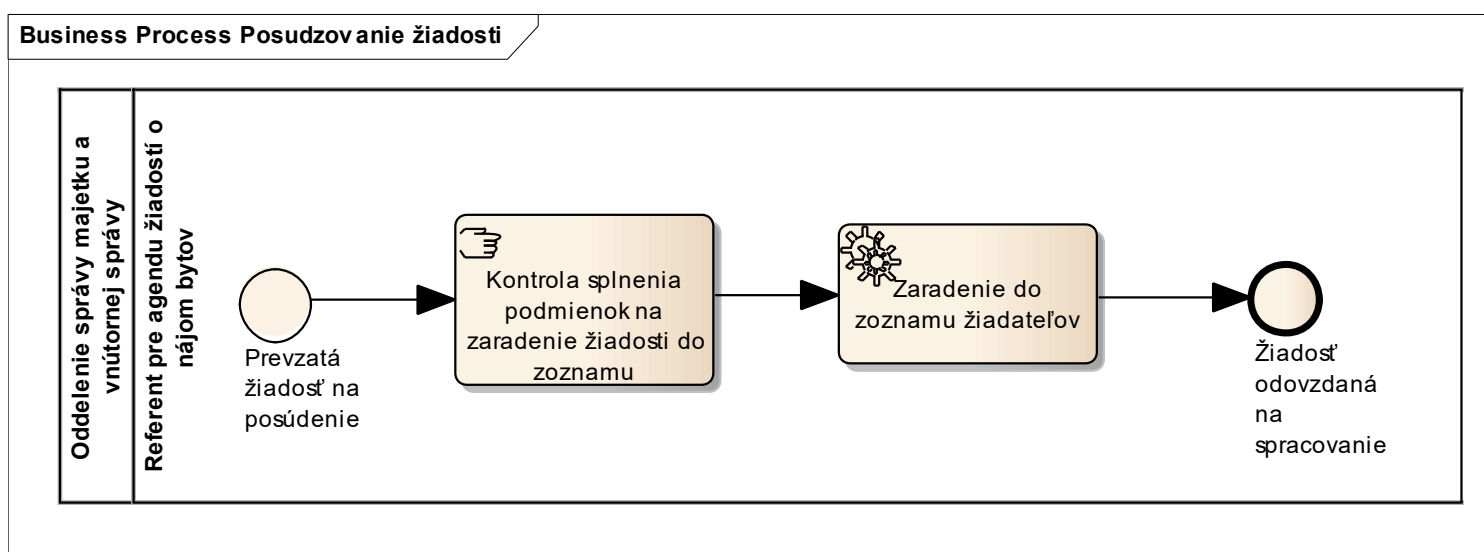 Business Process Posudzovanie žiadosti
Oddelenie správy majetku a
vnútornej správy
Referent pre agendu žiadostí o
nájom bytov
Prevzatá
žiadosť na
posúdenie
Kontrola splnenia
podmienok na
zaradenie žiadosti do
zoznamu
Zaradenie do
zoznamu žiadateľov
Žiadosť
odovzdaná
na
spracovanie